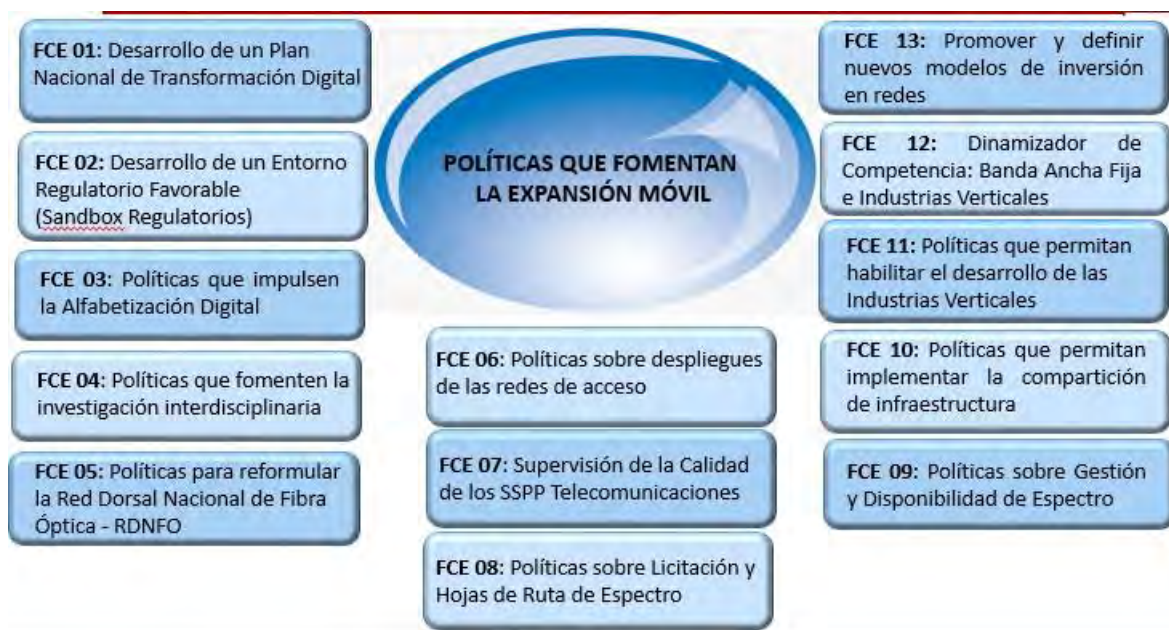 FCE 01: Desarrollo de un Plan
Nacional de Transformación Digital
FCE 02: Desarrollo de un Entorno
Regulatorio Favorable
(Sandbox Regulatorios)
FCE 03: Políticas que impulsen
la Alfabetización Digital
FCE 04: Políticas que fomenten la
investigación interdisciplinaria
FCE 05: Políticas para reformular
la Red Dorsal Nacional de Fibra
Óptica - RDNFO
POLÍTICAS QUE FOMENTAN
LA EXPANSIÓN MÓVIL
FCE 06: Políticas sobre despliegues
de las redes de acceso
FCE 07: Supervisión de la Calidad
de los SSPP Telecomunicaciones
FCE 08: Políticas sobre Licitación y
Hojas de Ruta de Espectro
FCE 13: Promover y definir
nuevos modelos de inversión
en redes
FCE 12: Dinamizador de
Competencia: Banda Ancha Fija
e Industrias Verticales
FCE 11: Políticas que permitan
habilitar el desarrollo de las
Industrias Verticales
FCE 10: Políticas que permitan
implementar la compartición
de infraestructura
FCE 09: Políticas sobre Gestión
y Disponibilidad de Espectro